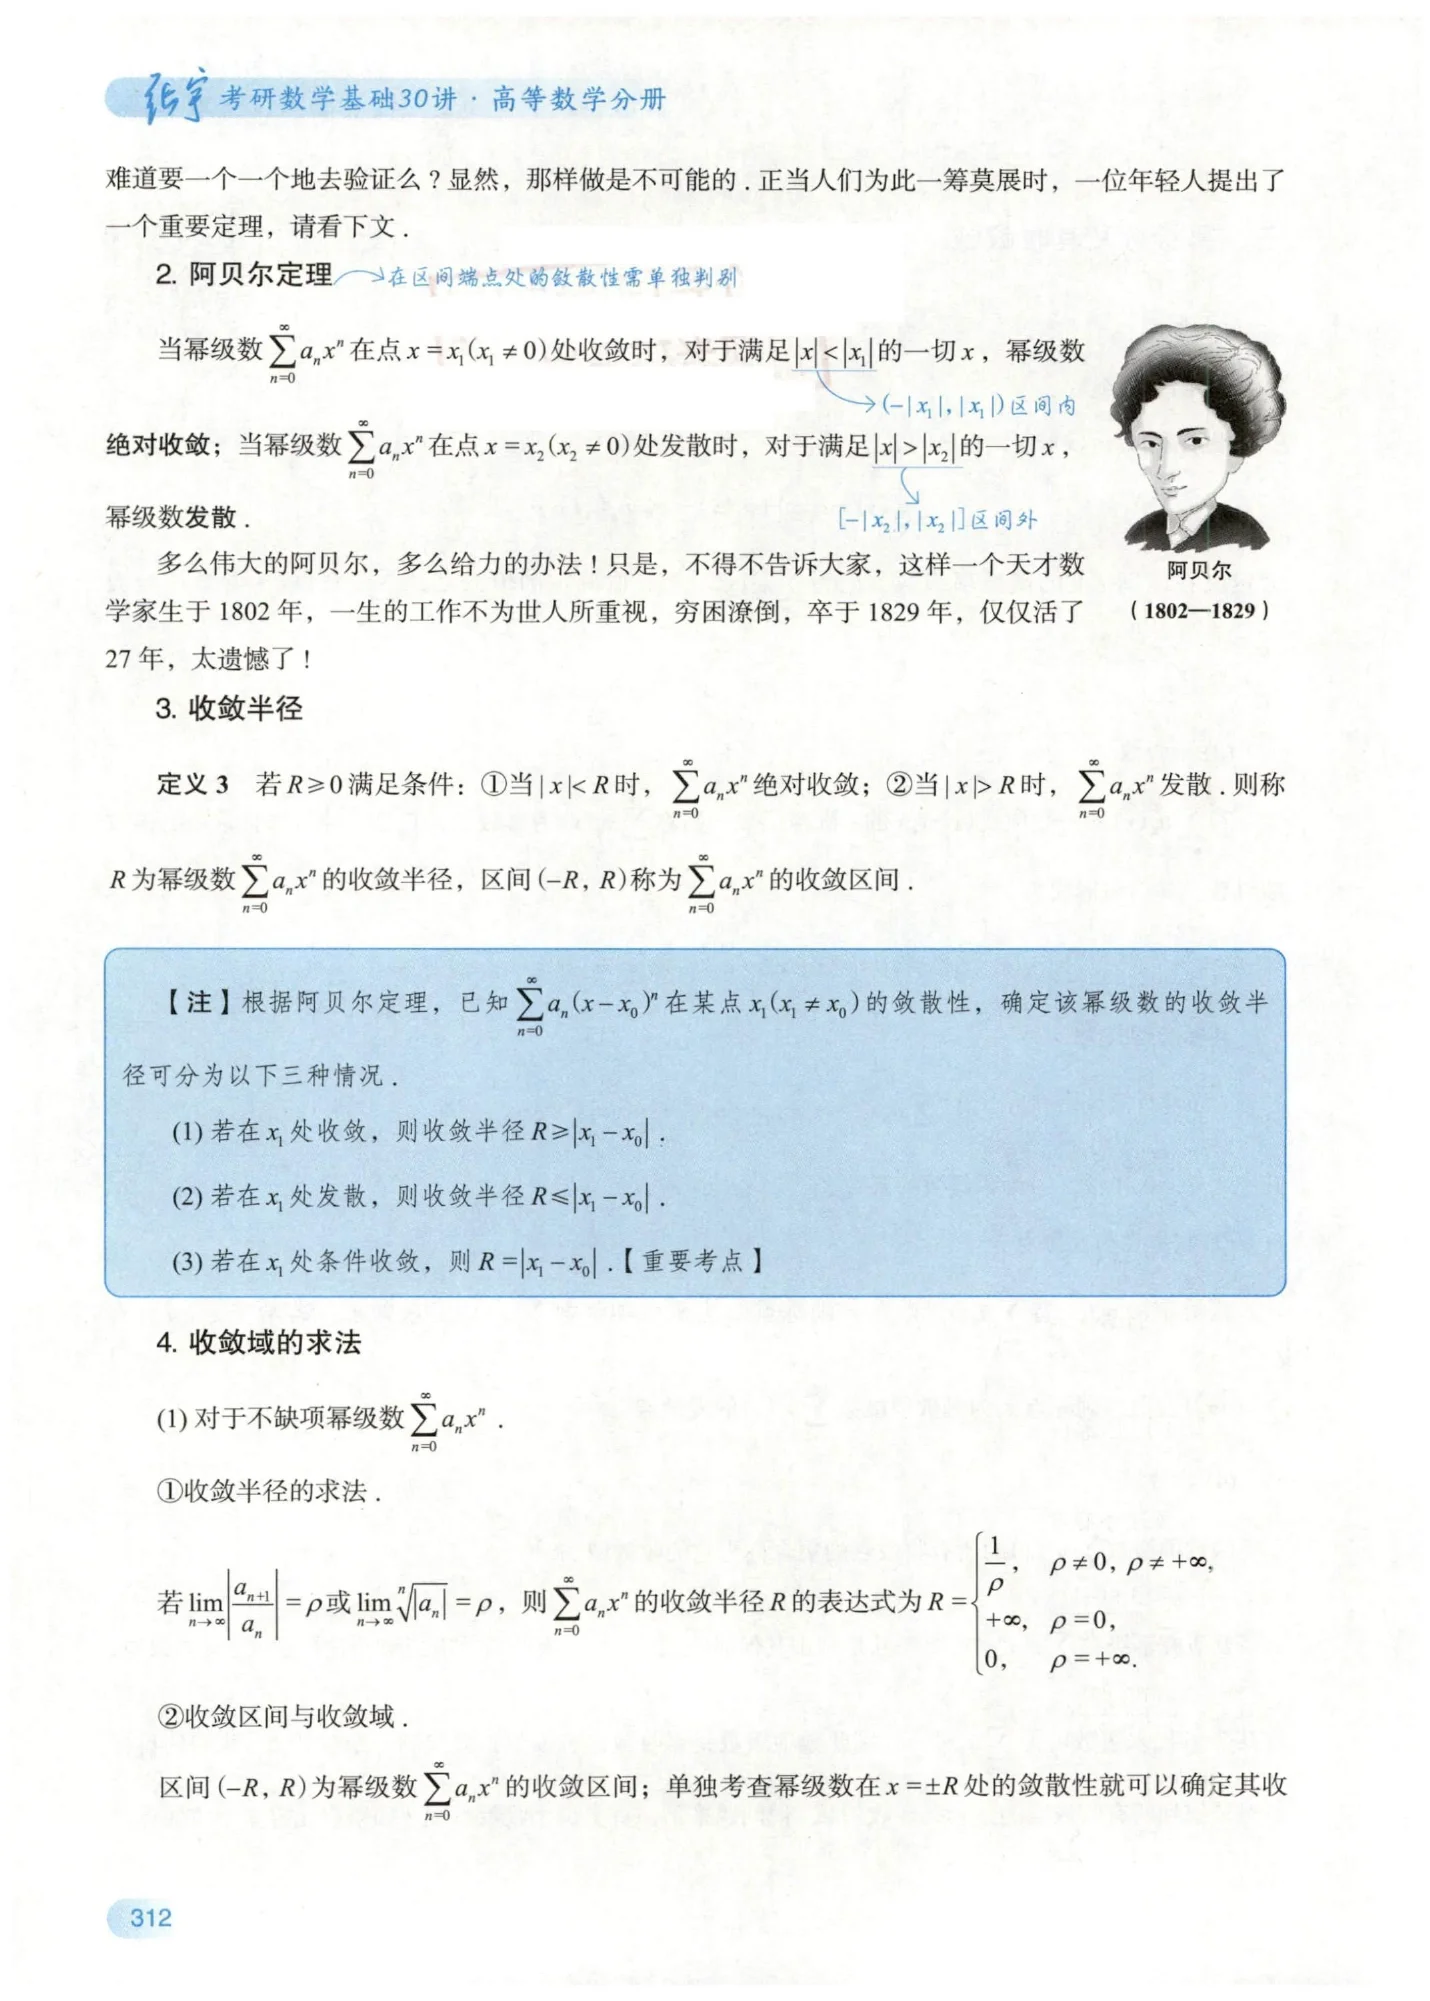 张宇 考研数学基础30讲·高等数学分册
难道要一个一个地去验证么？显然，那样做是不可能的．正当人们为此一筹莫展时，一位年轻人提出了
一个重要定理，请看下文．
2. 阿贝尔定理
在区间端点处的敛散性需单独判别
当幂级数 $\sum_{n=0}^{\infty} a_n x^n$ 在点 $x=x_1(x_1\neq 0)$ 处收敛时，对于满足 $|x|<|x_1|$ 的一切 $x$，幂级数
$(-|x_1|,|x_1|)$ 区间内
绝对收敛；当幂级数 $\sum_{n=0}^{\infty} a_n x^n$ 在点 $x=x_2(x_2\neq 0)$ 处发散时，对于满足 $|x|>|x_2|$ 的一切 $x$，
幂级数发散．
$[-|x_2|,|x_2|]$ 区间外
多么伟大的阿贝尔，多么给力的办法！只是，不得不告诉大家，这样一个天才数
学家生于 1802 年，一生的工作不为世人所重视，穷困潦倒，卒于 1829 年，仅仅活了
27 年，太遗憾了！
阿贝尔
（1802—1829）
3. 收敛半径
定义 3 若 $R\geqslant 0$ 满足条件：①当 $|x|<R$ 时，$\sum_{n=0}^{\infty} a_n x^n$ 绝对收敛；②当 $|x|>R$ 时，$\sum_{n=0}^{\infty} a_n x^n$ 发散．则称
$R$ 为幂级数 $\sum_{n=0}^{\infty} a_n x^n$ 的收敛半径，区间 $(-R, R)$ 称为 $\sum_{n=0}^{\infty} a_n x^n$ 的收敛区间．
【注】根据阿贝尔定理，已知 $\sum_{n=0}^{\infty} a_n (x-x_0)^n$ 在某点 $x_1(x_1\neq x_0)$ 的敛散性，确定该幂级数的收敛半
径可分为以下三种情况．
(1) 若在 $x_1$ 处收敛，则收敛半径 $R\geqslant |x_1-x_0|$．
(2) 若在 $x_1$ 处发散，则收敛半径 $R\leqslant |x_1-x_0|$．
(3) 若在 $x_1$ 处条件收敛，则 $R=|x_1-x_0|$．【重要考点】
4. 收敛域的求法
(1) 对于不缺项幂级数 $\sum_{n=0}^{\infty} a_n x^n$．
①收敛半径的求法．
若 $\lim_{n\to\infty}\left|\frac{a_{n+1}}{a_n}\right|=\rho$ 或 $\lim_{n\to\infty}\sqrt[n]{|a_n|}=\rho$，则 $\sum_{n=0}^{\infty} a_n x^n$ 的收敛半径 $R$ 的表达式为 $R=\begin{cases}\frac{1}{\rho}, & \rho\neq 0, \rho\neq +\infty, \\ +\infty, & \rho=0, \\ 0, & \rho=+\infty.\end{cases}$
②收敛区间与收敛域．
区间 $(-R, R)$ 为幂级数 $\sum_{n=0}^{\infty} a_n x^n$ 的收敛区间；单独考查幂级数在 $x=\pm R$ 处的敛散性就可以确定其收
312